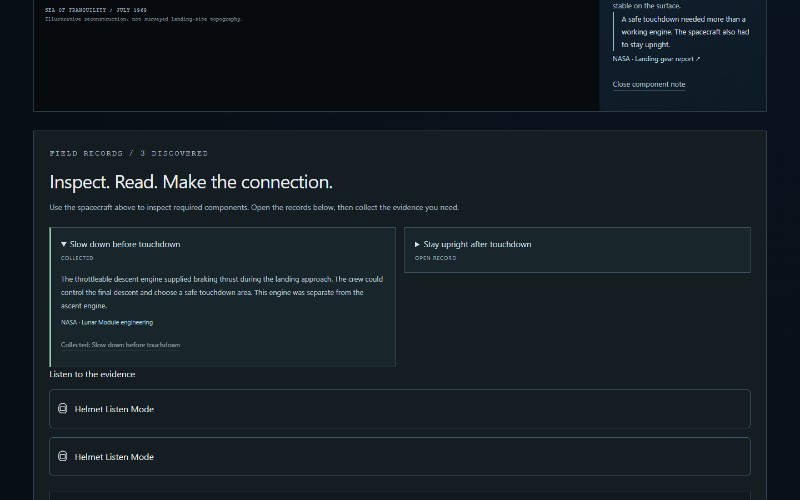 SEA OF TRANQUILITY / JULY 1969
Illustrative reconstruction, not surveyed landing-site topography.
stable on the surface.
A safe touchdown needed more than a
working engine. The spacecraft also had
to stay upright.
NASA · Landing gear report ↗
Close component note
FIELD RECORDS / 3 DISCOVERED
Inspect. Read. Make the connection.
Use the spacecraft above to inspect required components. Open the records below, then collect the evidence you need.
▼ Slow down before touchdown
COLLECTED
The throttleable descent engine supplied braking thrust during the landing approach. The crew could
control the final descent and choose a safe touchdown area. This engine was separate from the
ascent engine.
NASA · Lunar Module engineering
Collected: Slow down before touchdown
▶ Stay upright after touchdown
OPEN RECORD
Listen to the evidence
Helmet Listen Mode
Helmet Listen Mode